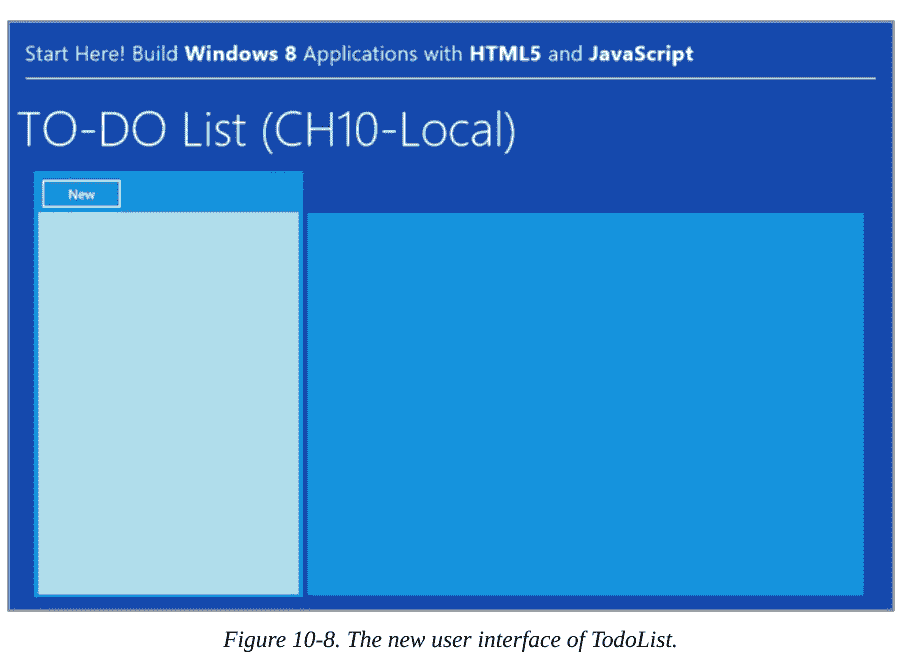 Start Here! Build Windows 8 Applications with HTML5 and JavaScript
TO-DO List (CH10-Local)
New
Figure 10-8. The new user interface of TodoList.